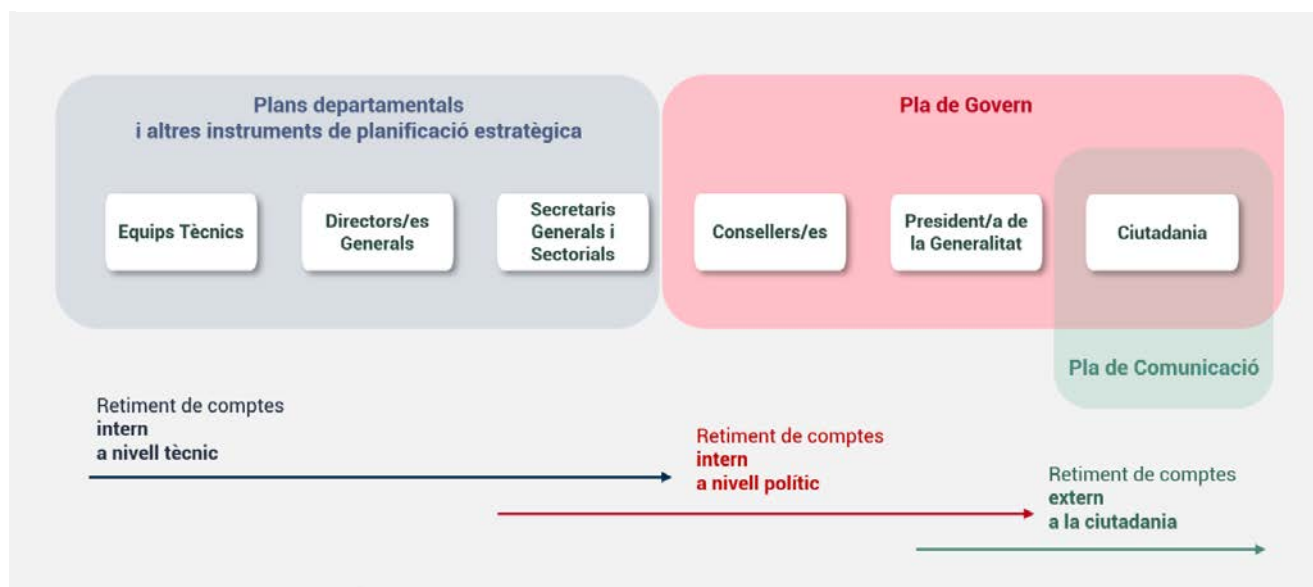 Plans departamentals
i altres instruments de planificació estratègica
Pla de Govern
Equips Tècnics
Directors/es
Generals
Secretaris
Generals i
Sectorials
Consellers/es
President/a de
la Generalitat
Ciutadania
Pla de Comunicació
Retiment de comptes
intern
a nivell tècnic
Retiment de comptes
intern
a nivell polític
Retiment de comptes
extern
a la ciutadania